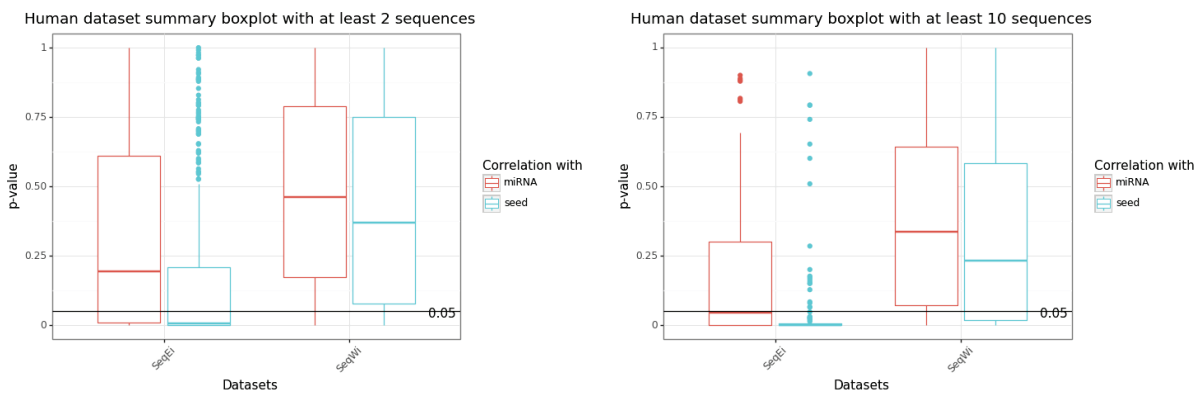 Human dataset summary boxplot with at least 2 sequences
1
0.75
0.50
0.25
0
p-value
0.05
SeqEi
SeqWi
Datasets
Correlation with
miRNA
seed
Human dataset summary boxplot with at least 10 sequences
1
0.75
0.50
0.25
0
p-value
0.05
SeqEi
SeqWi
Datasets
Correlation with
miRNA
seed